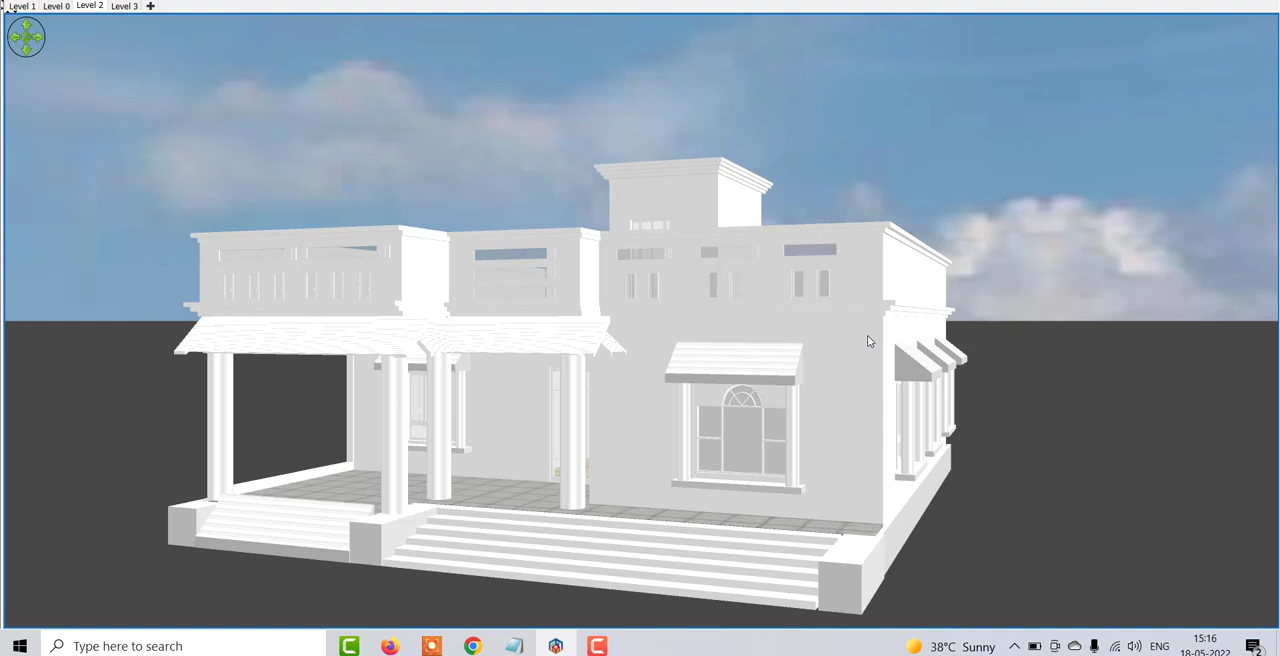 Level 1 Level 0 Level 2 Level 3
Type here to search
38°C Sunny
ENG
15:16
18-05-2022
2